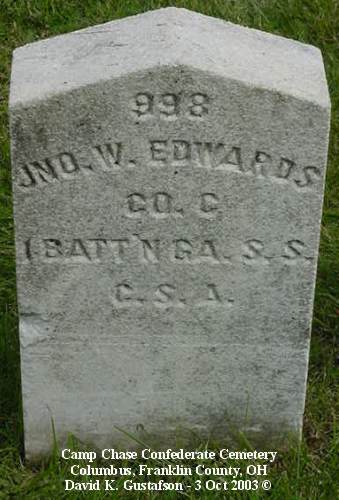 998
JNO. W. EDWARDS
CO. C
1 BATT'N GA. S. S.
C. S. A.
Camp Chase Confederate Cemetery
Columbus, Franklin County, OH
David K. Gustafson - 3 Oct 2003 ©